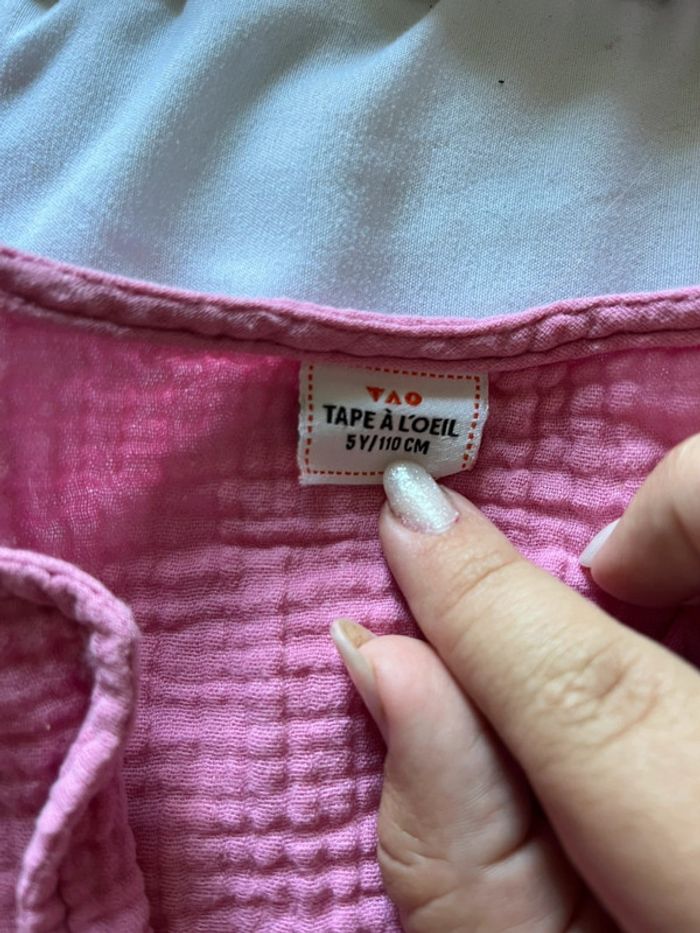 TAO
TAPE À L'OEIL
5Y/110 CM